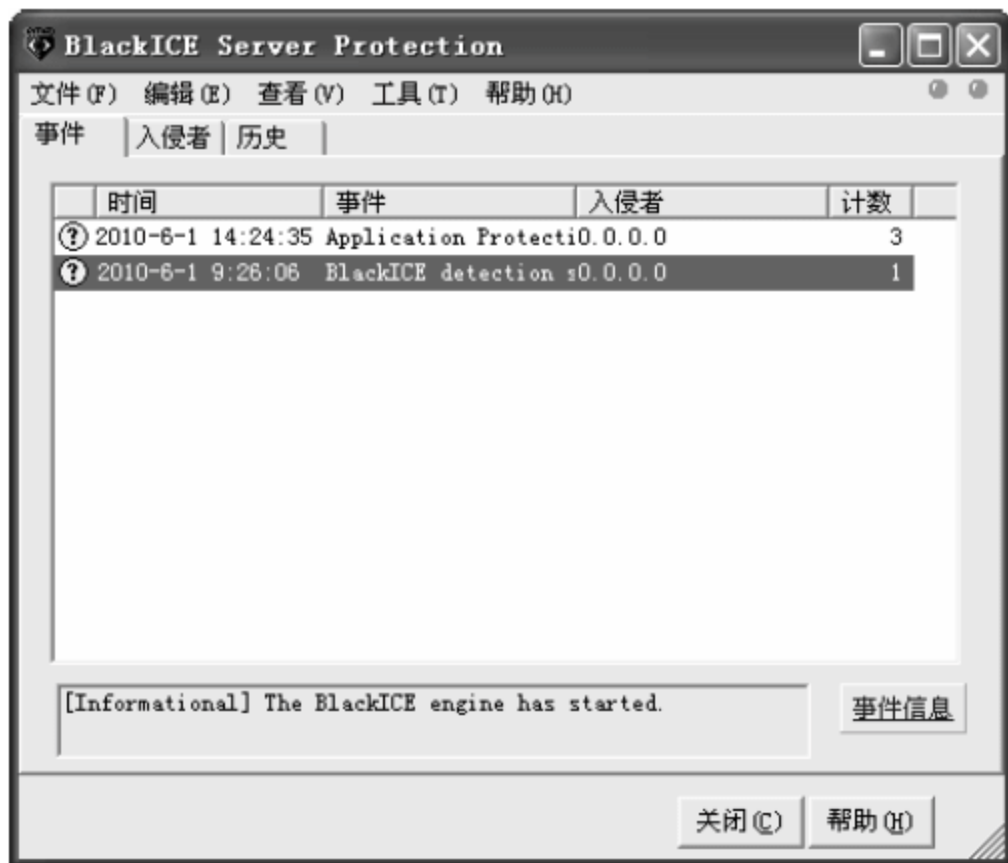 BlackICE Server Protection
文件(F) 编辑(E) 查看(V) 工具(T) 帮助(H)
事件 入侵者 历史
时间 事件 入侵者 计数
2010-6-1 14:24:35 Application Protecti0.0.0.0 3
2010-6-1 9:26:06 BlackICE detection s0.0.0.0 1
[Informational] The BlackICE engine has started.
事件信息
关闭(C) 帮助(H)